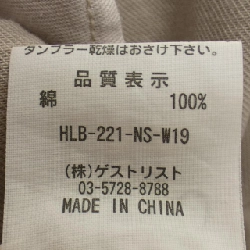 タンブラー乾燥はおさけ下さい。
品質表示
綿 100%
HLB-221-NS-W19
(株)ゲストリスト
03-5728-8788
MADE IN CHINA